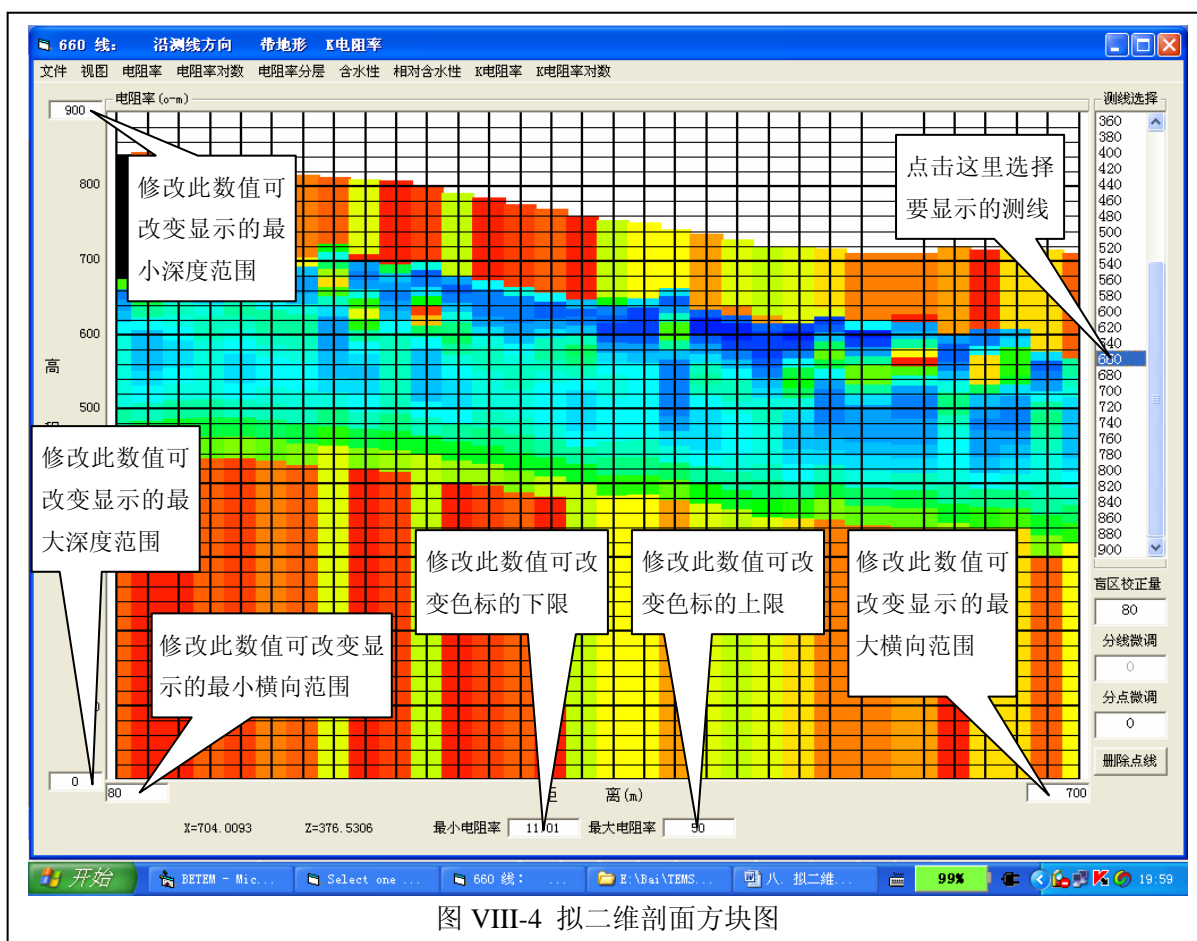 660 线: 沿测线方向 带地形 K电阻率
文件 视图 电阻率 电阻率对数 电阻率分层 含水性 相对含水性 K电阻率 K电阻率对数
电阻率(o-m)
900
800
700
600
500
高
修改此数值可
改变显示的最
小深度范围
点击这里选择
要显示的测线
修改此数值可
改变显示的最
大深度范围
修改此数值可改变显
示的最小横向范围
修改此数值可改
变色标的下限
修改此数值可改
变色标的上限
修改此数值可
改变显示的最
大横向范围
0
80
离(m)
700
X=704.0093 Z=376.5306 最小电阻率 最大电阻率
测线选择
360
380
400
420
440
460
480
500
520
540
560
580
600
620
640
660
680
700
720
740
760
780
800
820
840
860
880
900
盲区校正量
80
分线微调
0
分点微调
0
删除点线
开始 BETEM - Mic... Select one ... 660 线: ... E:\Bai\TEMS... 八. 拟二维... 99% 19:59
图 VIII-4 拟二维剖面方块图